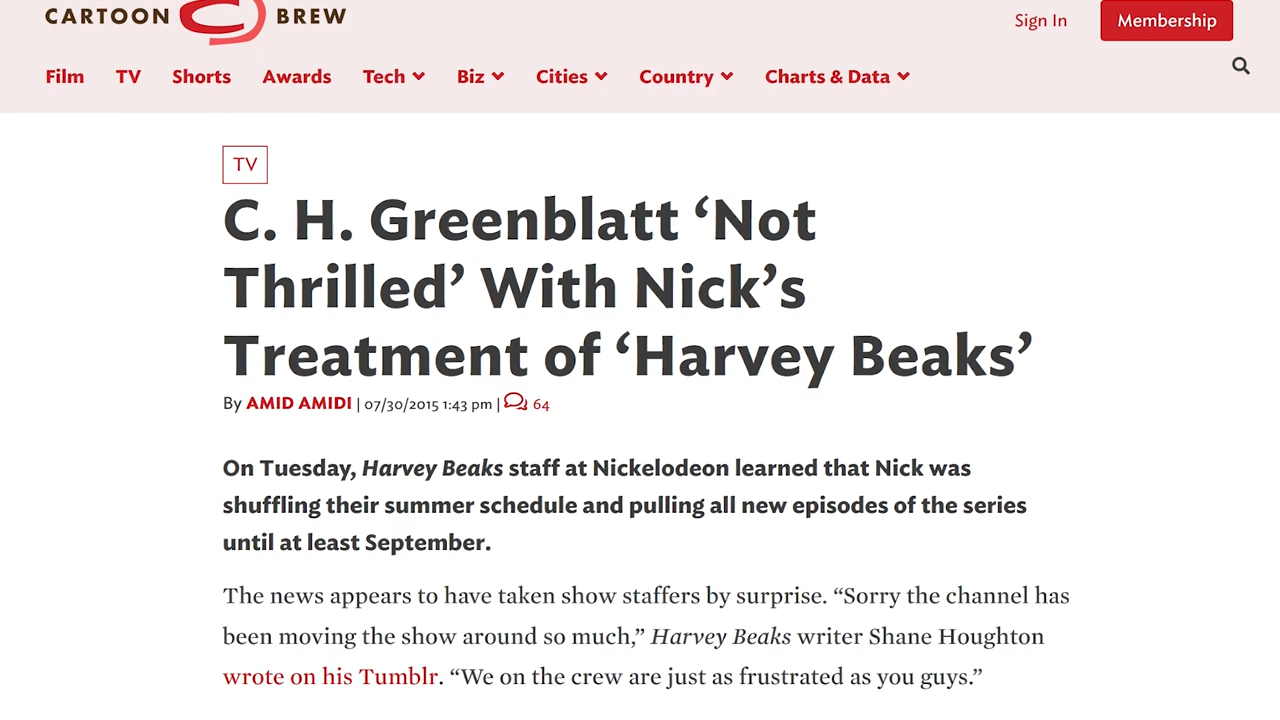 CARTOON BREW
Sign In
Membership
Film TV Shorts Awards Tech Biz Cities Country Charts & Data
TV
C. H. Greenblatt ‘Not
Thrilled’ With Nick’s
Treatment of ‘Harvey Beaks’
By AMID AMIDI | 07/30/2015 1:43 pm | 64
On Tuesday, Harvey Beaks staff at Nickelodeon learned that Nick was
shuffling their summer schedule and pulling all new episodes of the series
until at least September.
The news appears to have taken show staffers by surprise. “Sorry the channel has
been moving the show around so much,” Harvey Beaks writer Shane Houghton
wrote on his Tumblr. “We on the crew are just as frustrated as you guys.”